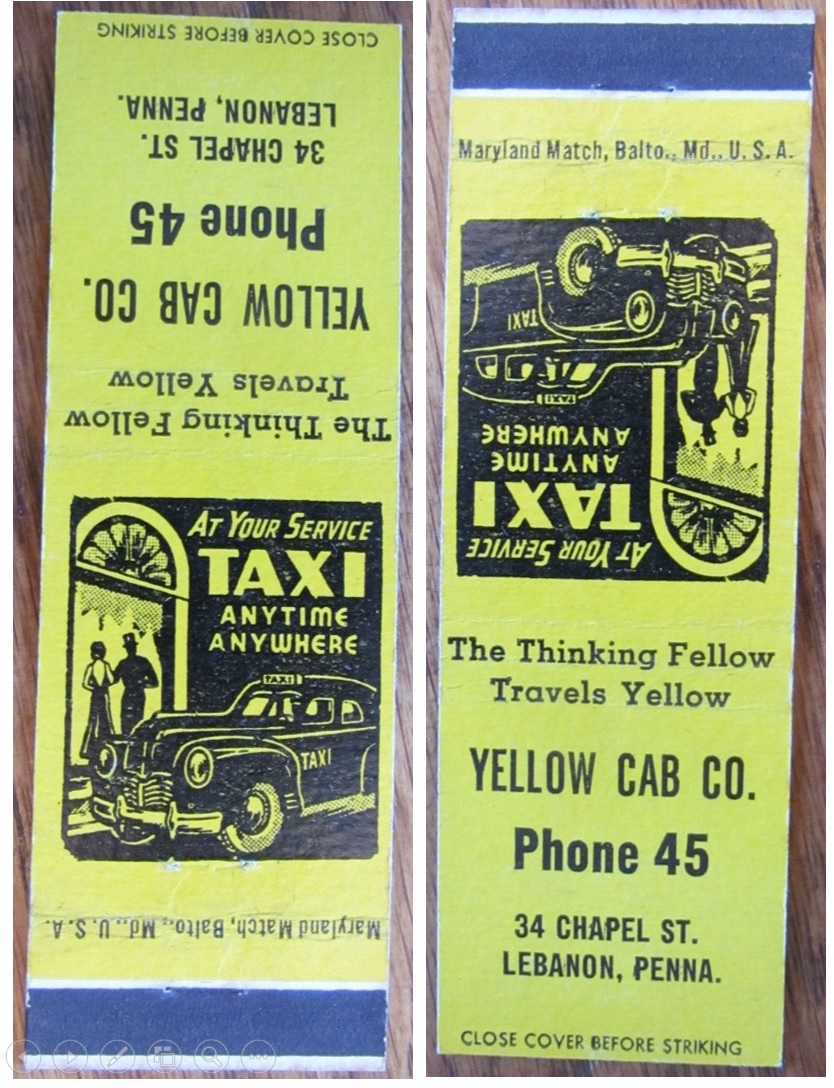 CLOSE COVER BEFORE STRIKING
34 CHAPEL ST.
LEBANON, PENNA.
Phone 45
YELLOW CAB CO.
The Thinking Fellow
Travels Yellow
AT YOUR SERVICE
TAXI
ANYTIME
ANYWHERE
TAXI
TAXI
Maryland Match, Balto., Md., U. S. A.
Maryland Match, Balto., Md., U. S. A.
TAXI
TAXI
AT YOUR SERVICE
TAXI
ANYTIME
ANYWHERE
The Thinking Fellow
Travels Yellow
YELLOW CAB CO.
Phone 45
34 CHAPEL ST.
LEBANON, PENNA.
CLOSE COVER BEFORE STRIKING